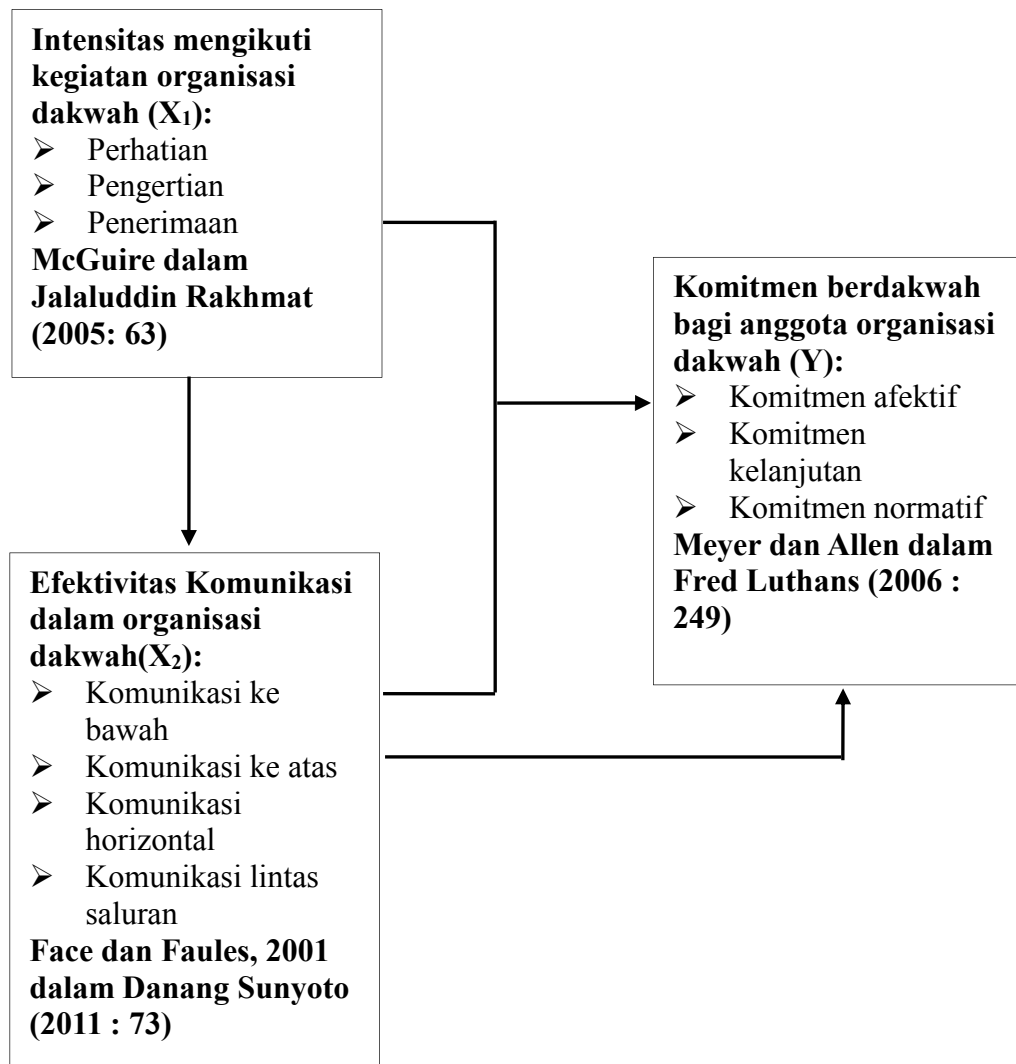 Intensitas mengikuti
kegiatan organisasi
dakwah (X₁):
➢ Perhatian
➢ Pengertian
➢ Penerimaan
McGuire dalam
Jalaluddin Rakhmat
(2005: 63)
Komitmen berdakwah
bagi anggota organisasi
dakwah (Y):
➢ Komitmen afektif
➢ Komitmen
kelanjutan
➢ Komitmen normatif
Meyer dan Allen dalam
Fred Luthans (2006 :
249)
Efektivitas Komunikasi
dalam organisasi
dakwah(X₂):
➢ Komunikasi ke
bawah
➢ Komunikasi ke atas
➢ Komunikasi
horizontal
➢ Komunikasi lintas
saluran
Face dan Faules, 2001
dalam Danang Sunyoto
(2011 : 73)